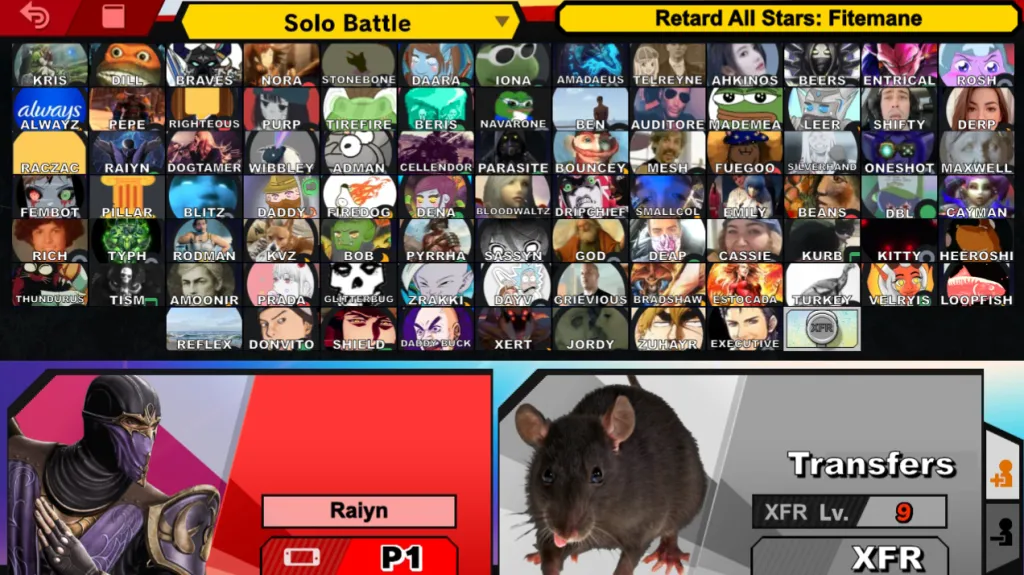 Solo Battle
Retard All Stars: Fitemane
KRIS DILL BRAVES NORA STONEBONE DAARA IONA AMADAEUS TELREYNE AHKINOS BEERS ENTRICAL ROSH
always
ALWAYZ PEPE RIGHTEOUS PURP TIREFIRE BERIS NAVARONE BEN AUDITORE MADEMEA LEER SHIFTY DERP
RACZAC RAIYN DOGTAMER WIBBLEY ADMAN CELLENDOR PARASITE BOUNCEY MESH FUEGOO SILVERHAND ONESHOT MAXWELL
FEMBOT PILLAR BLITZ DADDY FIREDOG DENA BLOODWALTZ DRIPCHIEF SMALLCOL EMILY BEANS DBL CAYMAN
RICH TYPH RODMAN KVZ BOB PYRRHA SASSYN GOD DEAP CASSIE KURB KITTY HEEROSHI
THUNDURUS TISM AMOONIR PRADA GLITTERBUG ZRAKKI DAYV GRIEVIOUS BRADSHAW ESTOCADA TURKEY VELRYIS LOOPFISH
REFLEX DONVITO SHIELD DADDY BUCK XERT JORDY ZUHAYR EXECUTIVE XFR
Transfers
Raiyn
XFR Lv. 9
P1
XFR